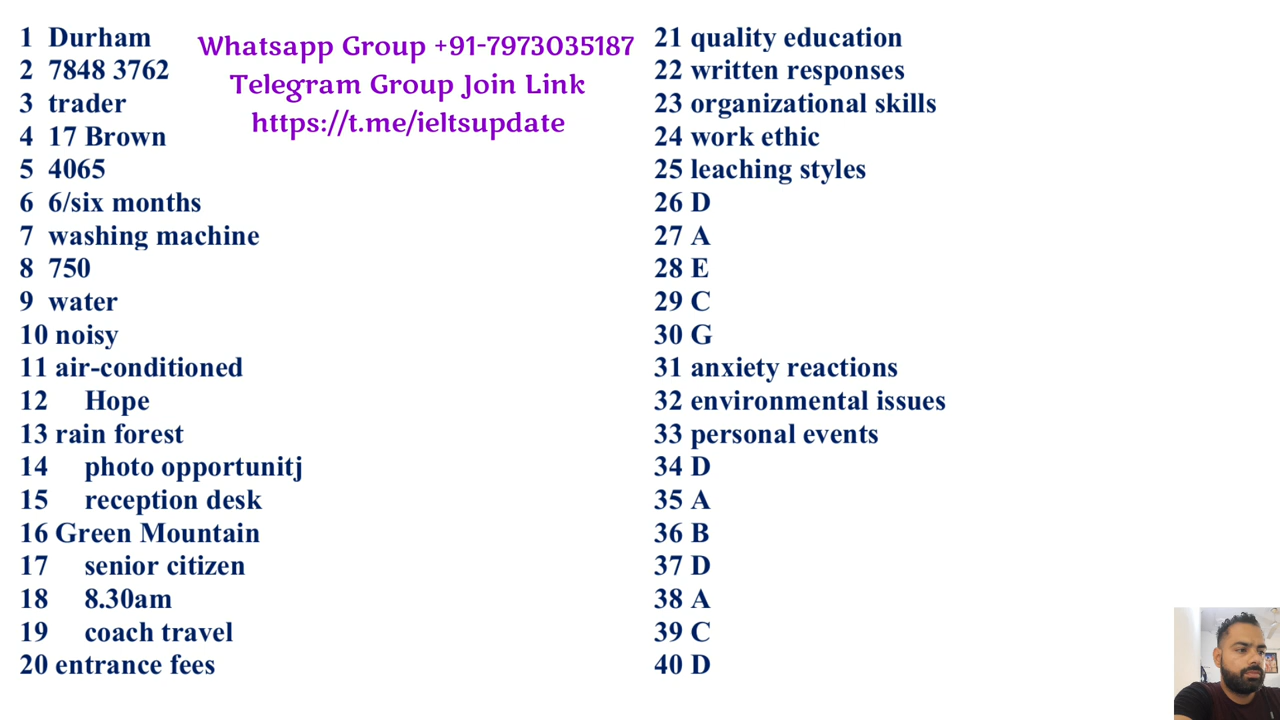 1 Durham
2 7848 3762
3 trader
4 17 Brown
5 4065
6 6/six months
7 washing machine
8 750
9 water
10 noisy
11 air-conditioned
12 Hope
13 rain forest
14 photo opportunitj
15 reception desk
16 Green Mountain
17 senior citizen
18 8.30am
19 coach travel
20 entrance fees
Whatsapp Group +91-7973035187
Telegram Group Join Link
https://t.me/ieltsupdate
21 quality education
22 written responses
23 organizational skills
24 work ethic
25 leaching styles
26 D
27 A
28 E
29 C
30 G
31 anxiety reactions
32 environmental issues
33 personal events
34 D
35 A
36 B
37 D
38 A
39 C
40 D